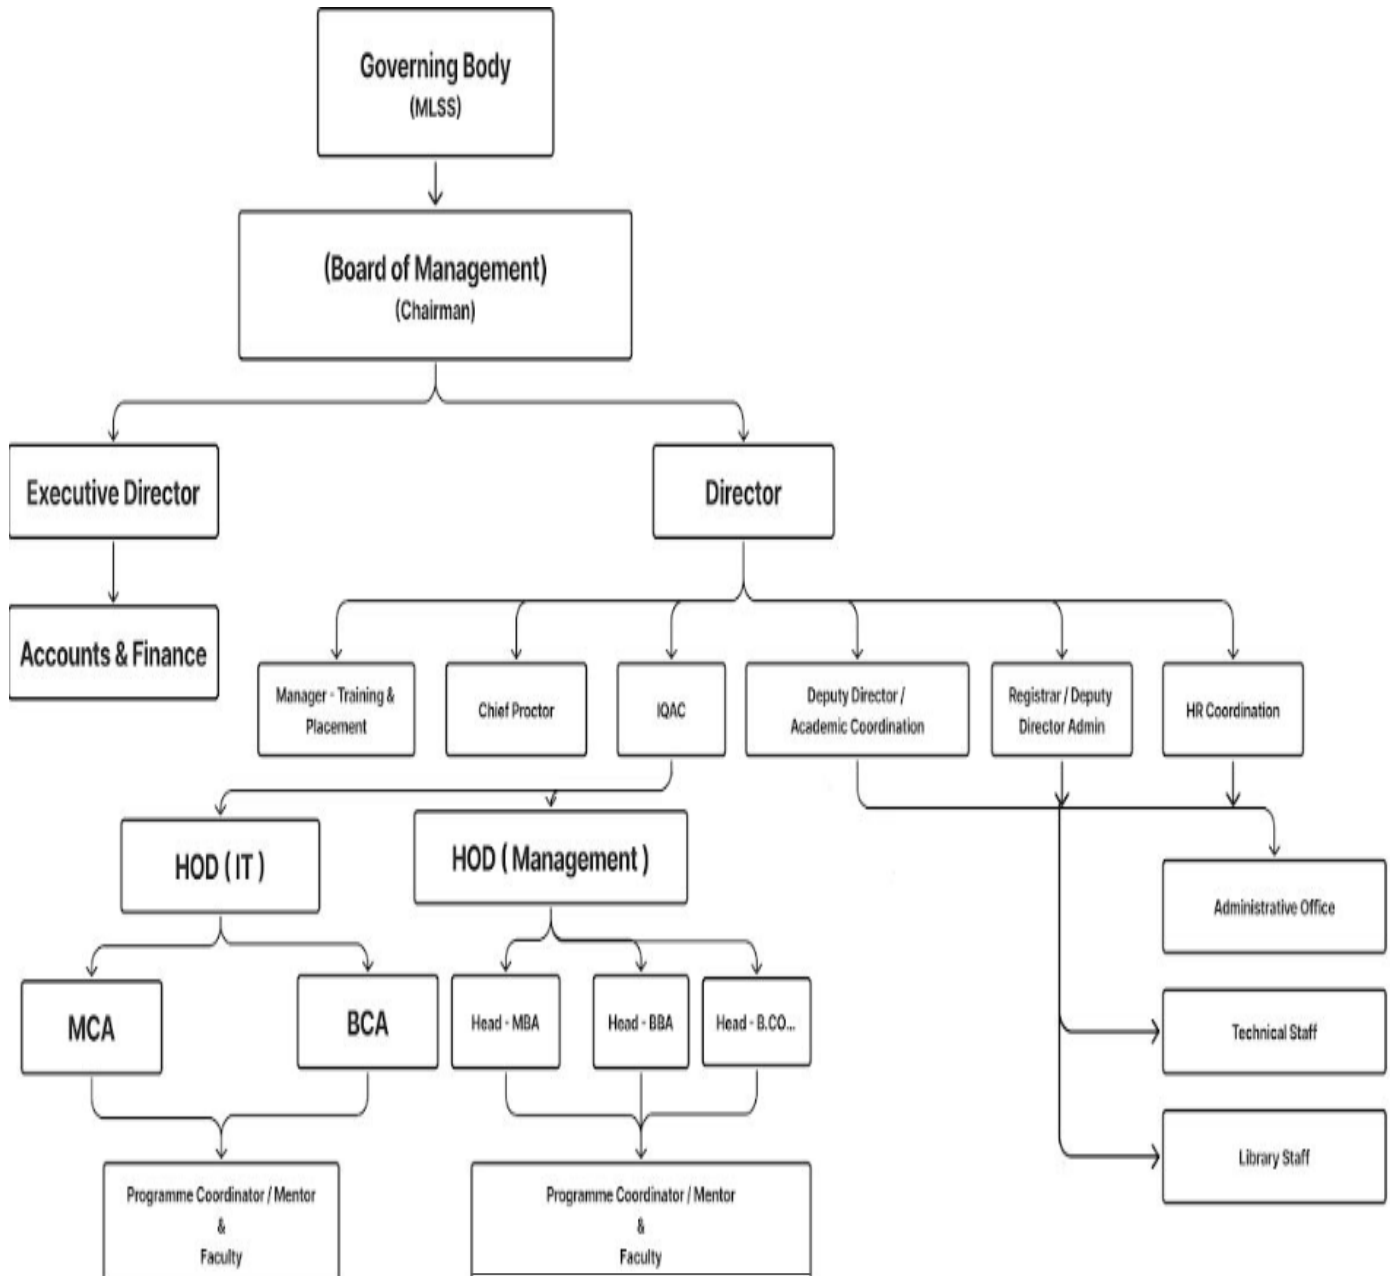 Governing Body
(MLSS)
(Board of Management)
(Chairman)
Executive Director
Director
Accounts & Finance
Manager - Training &
Placement
Chief Proctor
IQAC
Deputy Director /
Academic Coordination
Registrar / Deputy
Director Admin
HR Coordination
HOD ( IT )
HOD ( Management )
Administrative Office
MCA
BCA
Head - MBA
Head - BBA
Head - B.CO...
Technical Staff
Library Staff
Programme Coordinator / Mentor
&
Faculty
Programme Coordinator / Mentor
&
Faculty